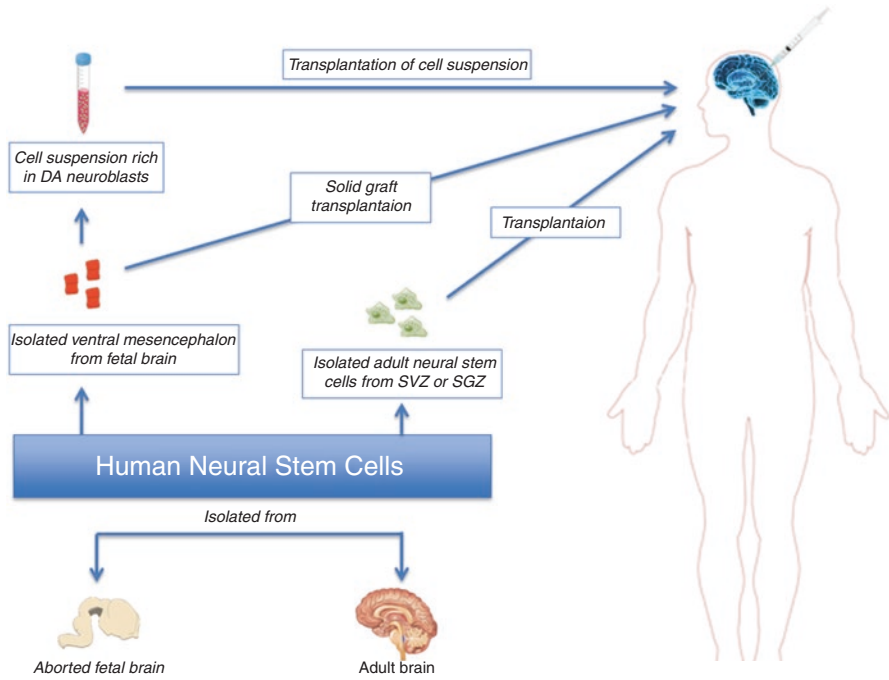 Transplantation of cell suspension
Cell suspension rich
in DA neuroblasts
Solid graft
transplantaion
Transplantaion
Isolated ventral mesencephalon
from fetal brain
Isolated adult neural stem
cells from SVZ or SGZ
Human Neural Stem Cells
Isolated from
Aborted fetal brain
Adult brain